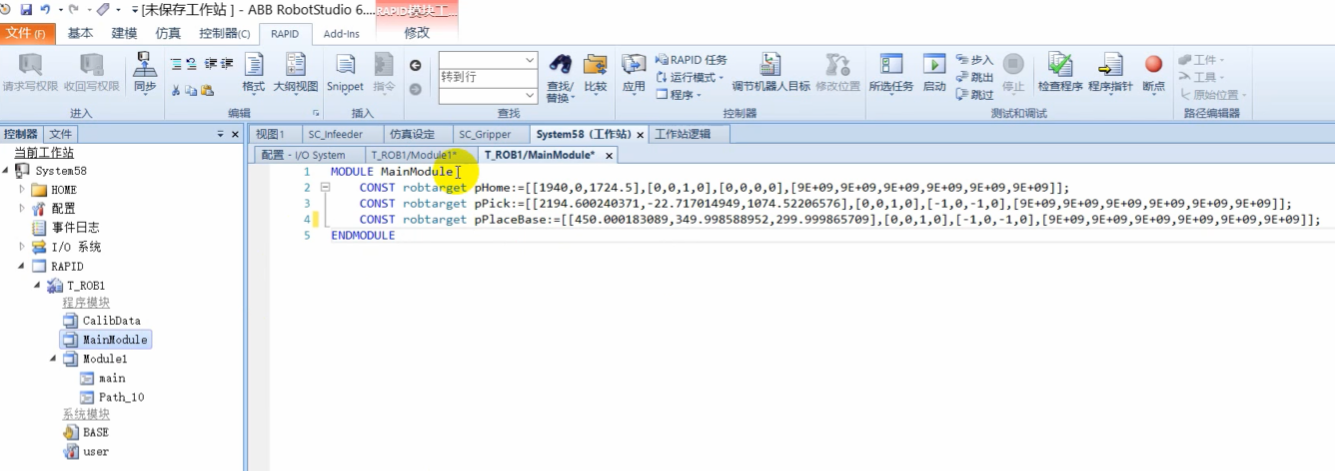 [未保存工作站] - ABB RobotStudio 6....
RAPID模块工...
文件(F) 基本 建模 仿真 控制器(C) RAPID Add-Ins 修改
请求写权限 收回写权限 同步 格式 大纲视图 Snippet 指令 转到行 查找/替换 比较 应用 RAPID 任务 运行模式 程序 调节机器人目标 修改位置 所选任务 启动 步入 跳出 跳过 停止 检查程序 程序指针 断点 工件 工具 原始位置
进入 编辑 插入 查找 控制器 测试和调试 路径编辑器
控制器 文件
视图1 SC_Infeeder 仿真设定 SC_Gripper System58 (工作站) 工作站逻辑
配置 - I/O System T_ROB1/Module1* T_ROB1/MainModule*
当前工作站
System58
HOME
配置
事件日志
I/O 系统
RAPID
T_ROB1
程序模块
CalibData
MainModule
Module1
main
Path_10
系统模块
BASE
user
1 MODULE MainModule
2 CONST robtarget pHome:=[[1940,0,1724.5],[0,0,1,0],[0,0,0,0],[9E+09,9E+09,9E+09,9E+09,9E+09,9E+09]];
3 CONST robtarget pPick:=[[2194.600240371,-22.717014949,1074.52206576],[0,0,1,0],[-1,0,-1,0],[9E+09,9E+09,9E+09,9E+09,9E+09,9E+09]];
4 CONST robtarget pPlaceBase:=[[450.000183089,349.998588952,299.999865709],[0,0,1,0],[-1,0,-1,0],[9E+09,9E+09,9E+09,9E+09,9E+09,9E+09]];
5 ENDMODULE